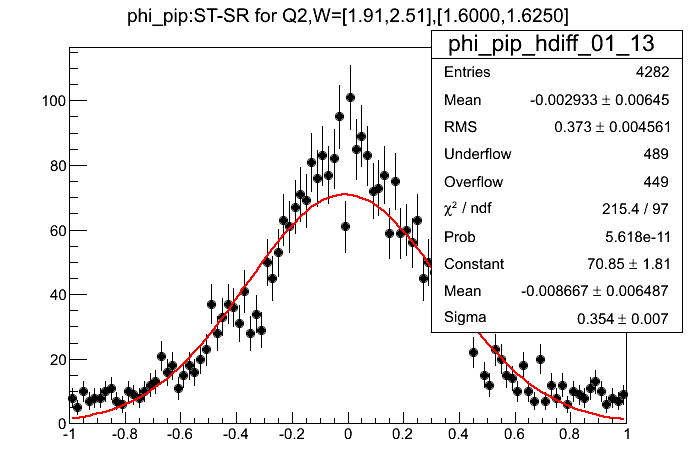 phi_pip:ST-SR for Q2,W=[1.91,2.51],[1.6000,1.6250]
phi_pip_hdiff_01_13
Entries 4282
Mean -0.002933 ± 0.00645
RMS 0.373 ± 0.004561
Underflow 489
Overflow 449
χ² / ndf 215.4 / 97
Prob 5.618e-11
Constant 70.85 ± 1.81
Mean -0.008667 ± 0.006487
Sigma 0.354 ± 0.007
100
80
60
40
20
0
-1 -0.8 -0.6 -0.4 -0.2 0 0.2 0.4 0.6 0.8 1